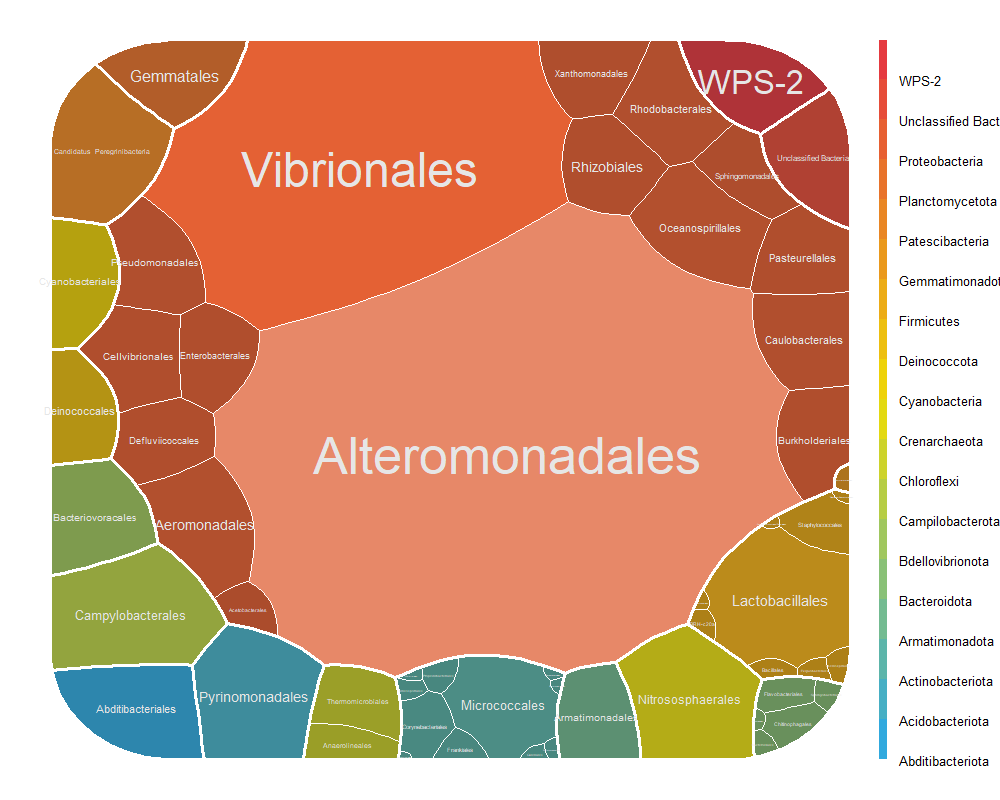 Gemmatales
Vibrionales
Xanthomonadales
WPS-2
Rhodobacterales
Candidatus Peregrinibacteria
Rhizobiales
Unclassified Bacteria
Sphingomonadales
Oceanospirillales
Pseudomonadales
Pasteurellales
Cyanobacteriales
Cellvibrionales
Enterobacterales
Caulobacterales
Deinococcales
Defluviicoccales
Burkholderiales
Alteromonadales
Bacteriovoracales
Aeromonadales
Staphylococcales
Lactobacillales
Campylobacterales
Acetobacterales
Bacillales
Pyrinomonadales
Thermomicrobiales
Micrococcales
Nitrososphaerales
Flavobacteriales
Abditibacteriales
Armatimonadales
Corynebacteriales
Chitinophagales
Anaerolineales
Frankiales
WPS-2
Unclassified Bact
Proteobacteria
Planctomycetota
Patescibacteria
Gemmatimonadot
Firmicutes
Deinococcota
Cyanobacteria
Crenarchaeota
Chloroflexi
Campilobacterota
Bdellovibrionota
Bacteroidota
Armatimonadota
Actinobacteriota
Acidobacteriota
Abditibacteriota